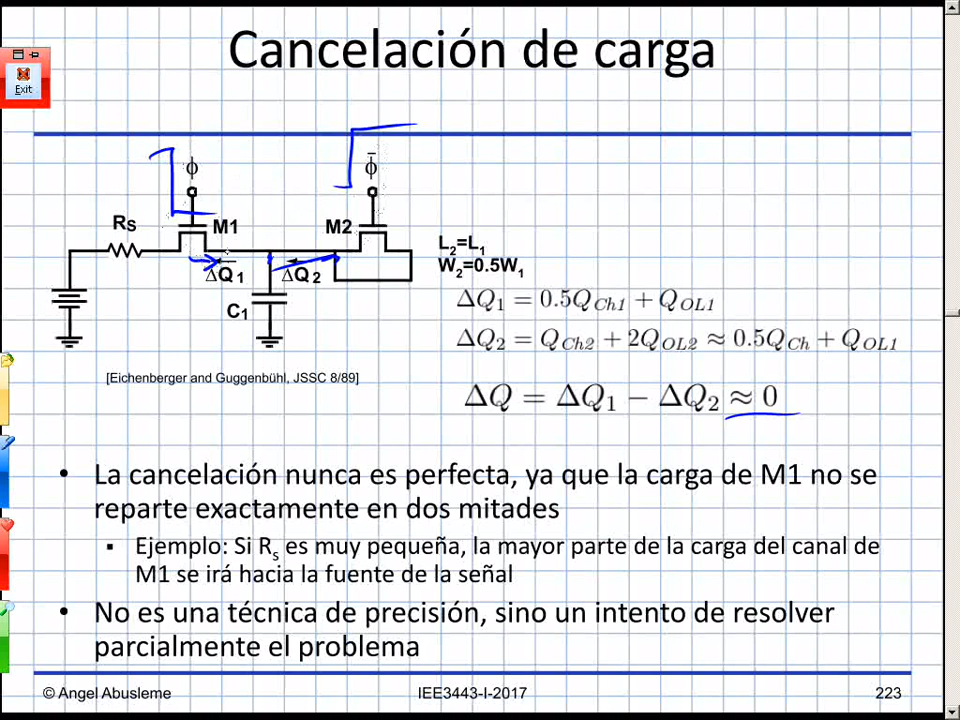 Cancelación de carga
Exit
ϕ
ϕ̄
RS
M1
M2
L2=L1
W2=0.5W1
ΔQ1
ΔQ2
C1
ΔQ1 = 0.5QCh1 + QOL1
ΔQ2 = QCh2 + 2QOL2 ≈ 0.5QCh + QOL1
[Eichenberger and Guggenbühl, JSSC 8/89]
ΔQ = ΔQ1 − ΔQ2 ≈ 0
• La cancelación nunca es perfecta, ya que la carga de M1 no se
reparte exactamente en dos mitades
▪ Ejemplo: Si Rs es muy pequeña, la mayor parte de la carga del canal de
M1 se irá hacia la fuente de la señal
• No es una técnica de precisión, sino un intento de resolver
parcialmente el problema
© Angel Abusleme
IEE3443-I-2017
223